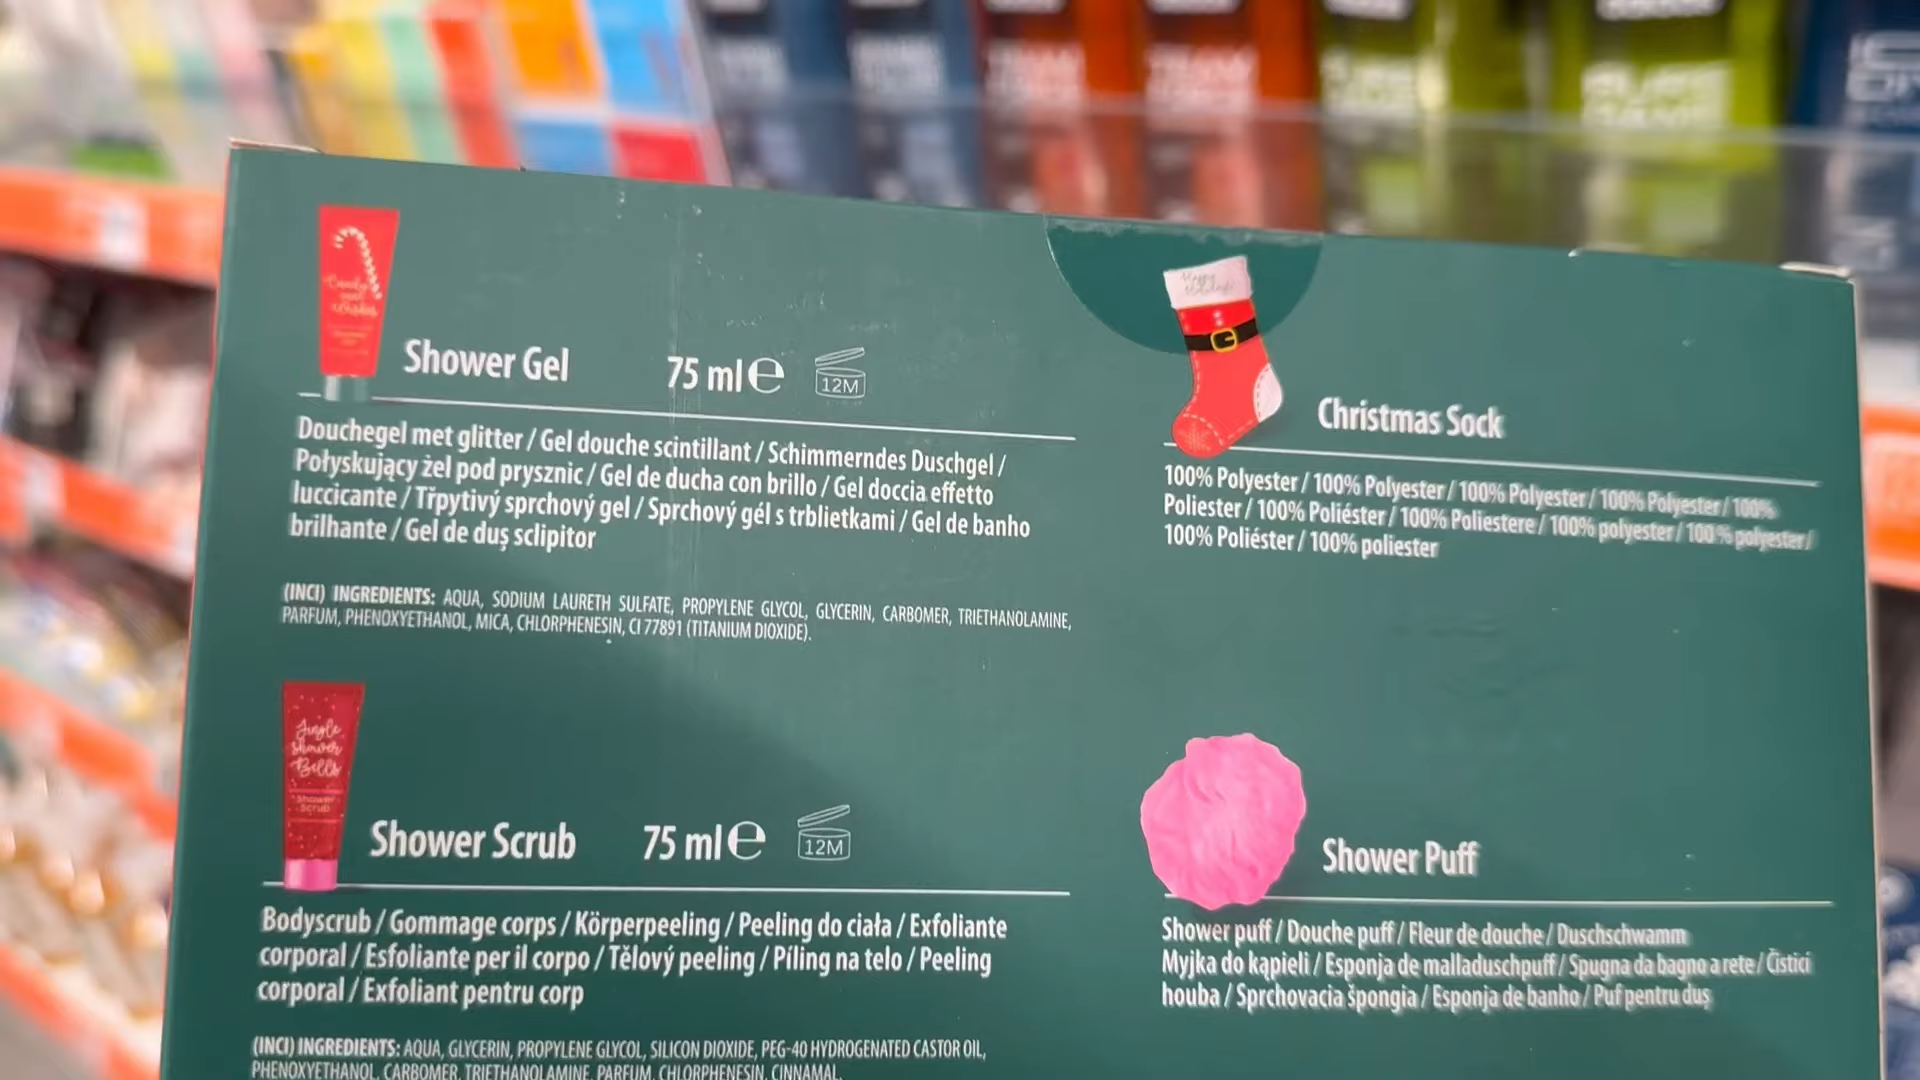 Shower Gel 75 ml e 12M
Douchegel met glitter / Gel douche scintillant / Schimmerndes Duschgel /
Połyskujący żel pod prysznic / Gel de ducha con brillo / Gel doccia effetto
luccicante / Třpytivý sprchový gel / Sprchový gél s trblietkami / Gel de banho
brilhante / Gel de duș sclipitor
(INCI) INGREDIENTS: AQUA, SODIUM LAURETH SULFATE, PROPYLENE GLYCOL, GLYCERIN, CARBOMER, TRIETHANOLAMINE,
PARFUM, PHENOXYETHANOL, MICA, CHLORPHENESIN, CI 77891 (TITANIUM DIOXIDE).
Jingle
Shower
Bells
Shower
Scrub
Shower Scrub 75 ml e 12M
Bodyscrub / Gommage corps / Körperpeeling / Peeling do ciała / Exfoliante
corporal / Esfoliante per il corpo / Tělový peeling / Píling na telo / Peeling
corporal / Exfoliant pentru corp
(INCI) INGREDIENTS: AQUA, GLYCERIN, PROPYLENE GLYCOL, SILICON DIOXIDE, PEG-40 HYDROGENATED CASTOR OIL,
PHENOXYETHANOL, CARBOMER, TRIETHANOLAMINE, PARFUM, CHLORPHENESIN, CINNAMAL,
Christmas Sock
100% Polyester / 100% Polyester / 100% Polyester / 100% Polyester / 100%
Poliester / 100% Poliéster / 100% Poliestere / 100% polyester / 100 % polyester /
100% Poliéster / 100% poliester
Shower Puff
Shower puff / Douche puff / Fleur de douche / Duschschwamm
Myjka do kąpieli / Esponja de malladuschpuff / Spugna da bagno a rete / Čistící
houba / Sprchovacia špongia / Esponja de banho / Puf pentru duș